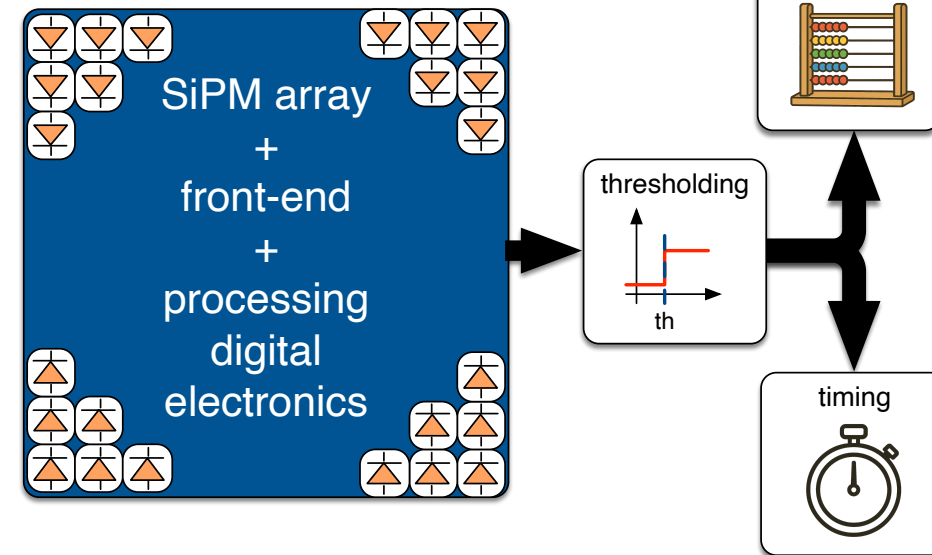 SiPM array
+
front-end
+
processing
digital
electronics
thresholding
th
timing